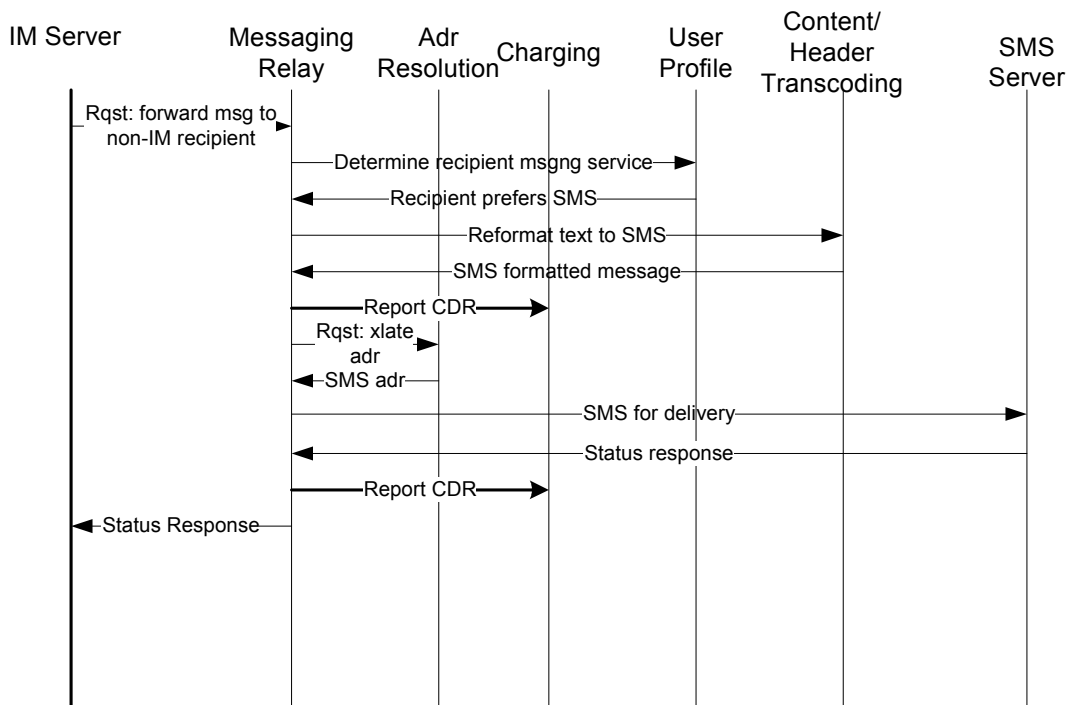 IM Server
Messaging
Relay
Adr
Resolution
Charging
User
Profile
Content/
Header
Transcoding
SMS
Server
Rqst: forward msg to
non-IM recipient
Determine recipient msgng service
Recipient prefers SMS
Reformat text to SMS
SMS formatted message
Report CDR
Rqst: xlate
adr
SMS adr
SMS for delivery
Status response
Report CDR
Status Response